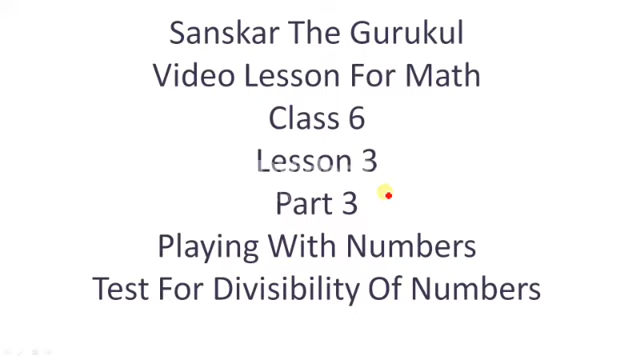 Sanskar The Gurukul
Video Lesson For Math
Class 6
Lesson 3
Part 3
Playing With Numbers
Test For Divisibility Of Numbers